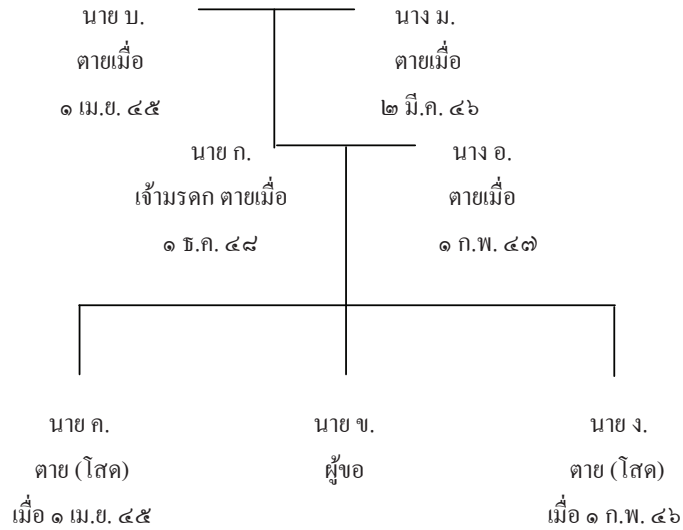 นาย บ. นาง ม.
ตายเมื่อ ตายเมื่อ
๑ เม.ย. ๔๕ ๒ มี.ค. ๔๖
นาย ก. นาง อ.
เจ้ามรดก ตายเมื่อ ตายเมื่อ
๑ ธ.ค. ๔๘ ๑ ก.พ. ๔๗
นาย ค. นาย ข. นาย ง.
ตาย (โสด) ผู้ขอ ตาย (โสด)
เมื่อ ๑ เม.ย. ๔๕ เมื่อ ๑ ก.พ. ๔๖